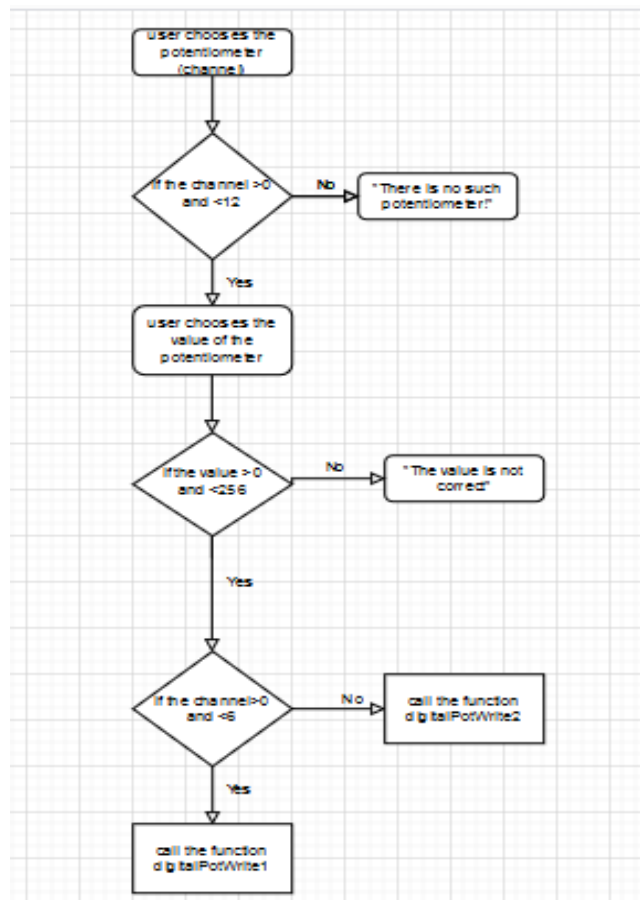 user chooses the
potentiometer
(channel)
If the channel >0
and <12
No
"There is no such
potentiometer!"
Yes
user chooses the
value of the
potentiometer
If the value >0
and <256
No
"The value is not
correct"
Yes
If the channel>0
and <6
No
call the function
digitalPotWrite2
Yes
call the function
digitalPotWrite1